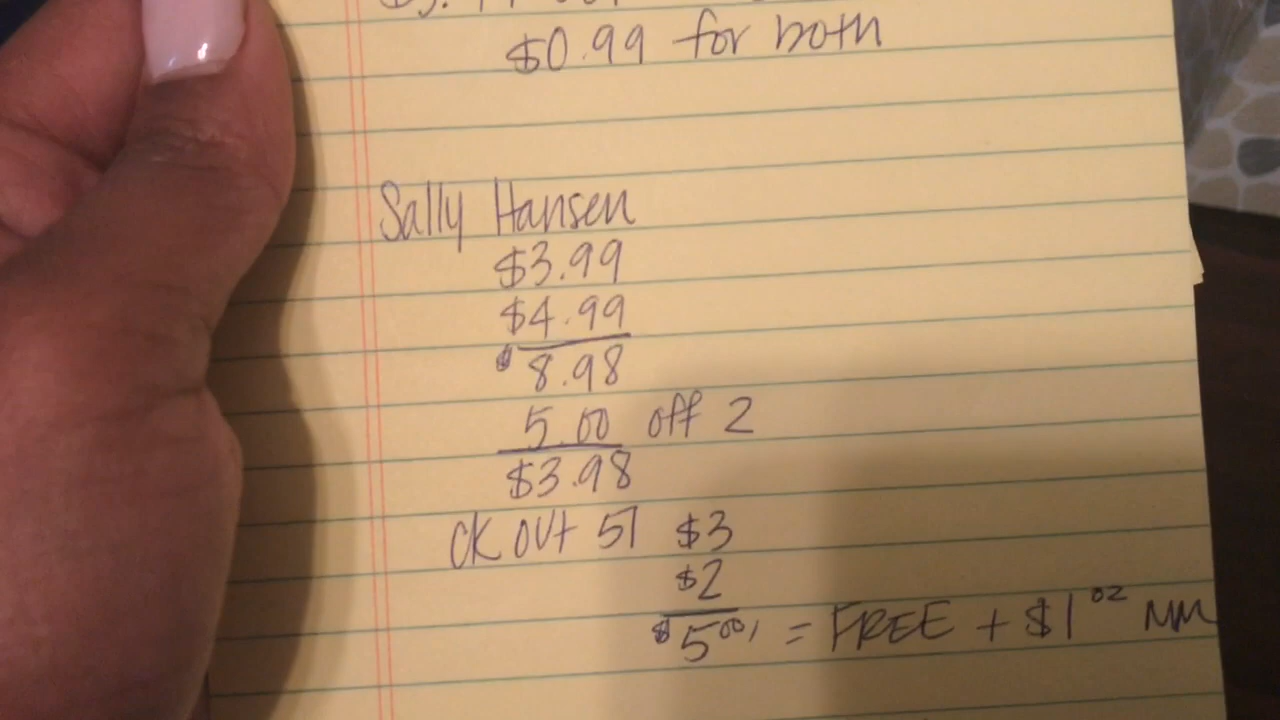 $0.99 for both
Sally Hansen
$3.99
$4.99
$8.98
5.00 off 2
$3.98
CK OUT 51 $3
$2
$5.00 = FREE + $1.02 MM